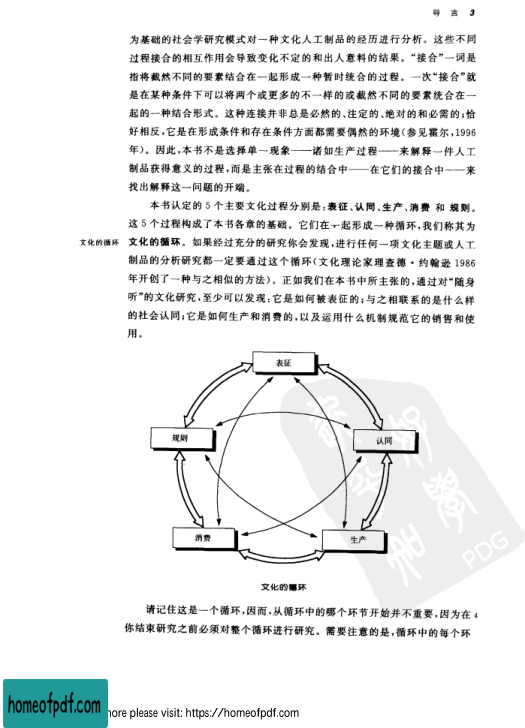 导 言 3
为基础的社会学研究模式对一种文化人工制品的经历进行分析。这些不同
过程接合的相互作用会导致变化不定的和出人意料的结果。“接合”一词是
指将截然不同的要素结合在一起形成一种暂时统合的过程。一次“接合”就
是在某种条件下可以将两个或更多的不一样的或截然不同的要素统合在一
起的一种结合形式。这种连接并非总是必然的、注定的、绝对的和必需的;恰
好相反,它是在形成条件和存在条件方面都需要偶然的环境(参见霍尔,1996
年)。因此,本书不是选择单一现象——诸如生产过程——来解释一件人工
制品获得意义的过程,而是主张在过程的结合中——在它们的接合中——来
找出解释这一问题的开端。
本书认定的 5 个主要文化过程分别是:表征、认同、生产、消费 和 规则。
这 5 个过程构成了本书各章的基础。它们在一起形成一种循环,我们称其为
文化的循环
文化的循环。如果经过充分的研究你会发现,进行任何一项文化主题或人工
制品的分析研究都一定要通过这个循环(文化理论家理查德·约翰逊 1986
年开创了一种与之相似的方法)。正如我们在本书中所主张的,通过对“随身
听”的文化研究,至少可以发现:它是如何被表征的;与之相联系的是什么样
的社会认同;它是如何生产和消费的,以及运用什么机制规范它的销售和使
用。
表征
规则
认同
消费
生产
PDG
文化的循环
请记住这是一个循环,因而,从循环中的哪个环节开始并不重要,因为在 4
你结束研究之前必须对整个循环进行研究。需要注意的是,循环中的每个环
homeofpdf.com
more please visit: https://homeofpdf.com